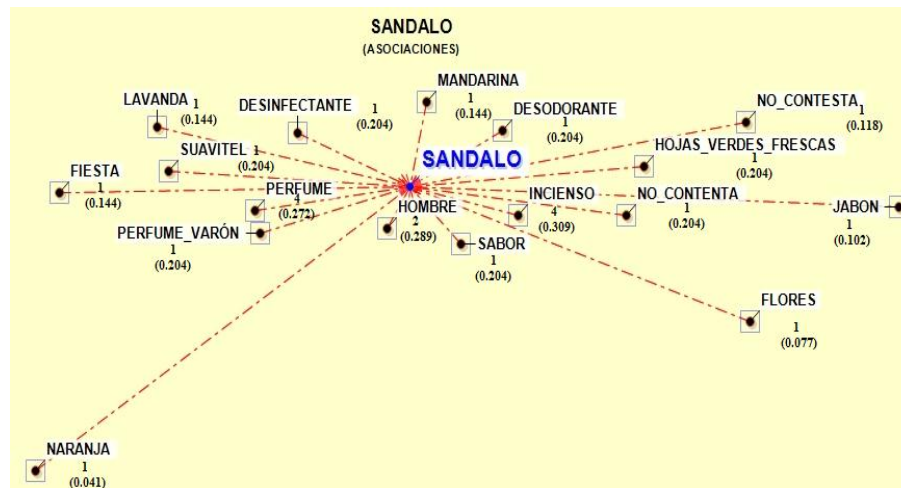 SANDALO
(ASOCIACIONES)
MANDARINA
1
(0.144)
LAVANDA 1
(0.144)
DESINFECTANTE 1
(0.204)
DESODORANTE
1
(0.204)
NO_CONTESTA
1
(0.118)
SUAVITEL 1
(0.204)
SANDALO
HOJAS_VERDES_FRESCAS
1
(0.204)
FIESTA
1
(0.144)
PERFUME
4
(0.272)
HOMBRE
2
(0.289)
INCIENSO
4
(0.309)
NO_CONTENTA
1
(0.204)
JABON
1
(0.102)
PERFUME_VARÓN
1
(0.204)
SABOR
1
(0.204)
FLORES
1
(0.077)
NARANJA
1
(0.041)